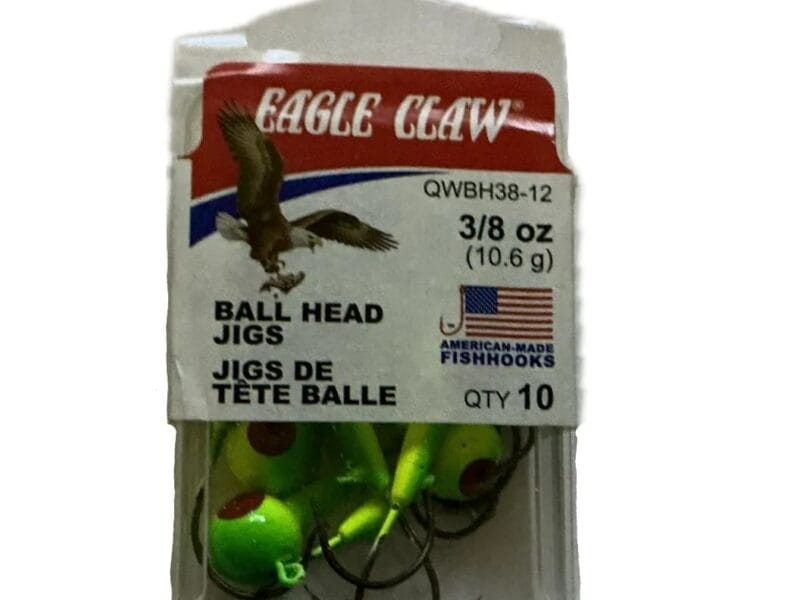 EAGLE CLAW®
QWBH38-12
3/8 oz
(10.6 g)
BALL HEAD
JIGS
AMERICAN-MADE
FISHHOOKS
JIGS DE
TÊTE BALLE
QTY 10